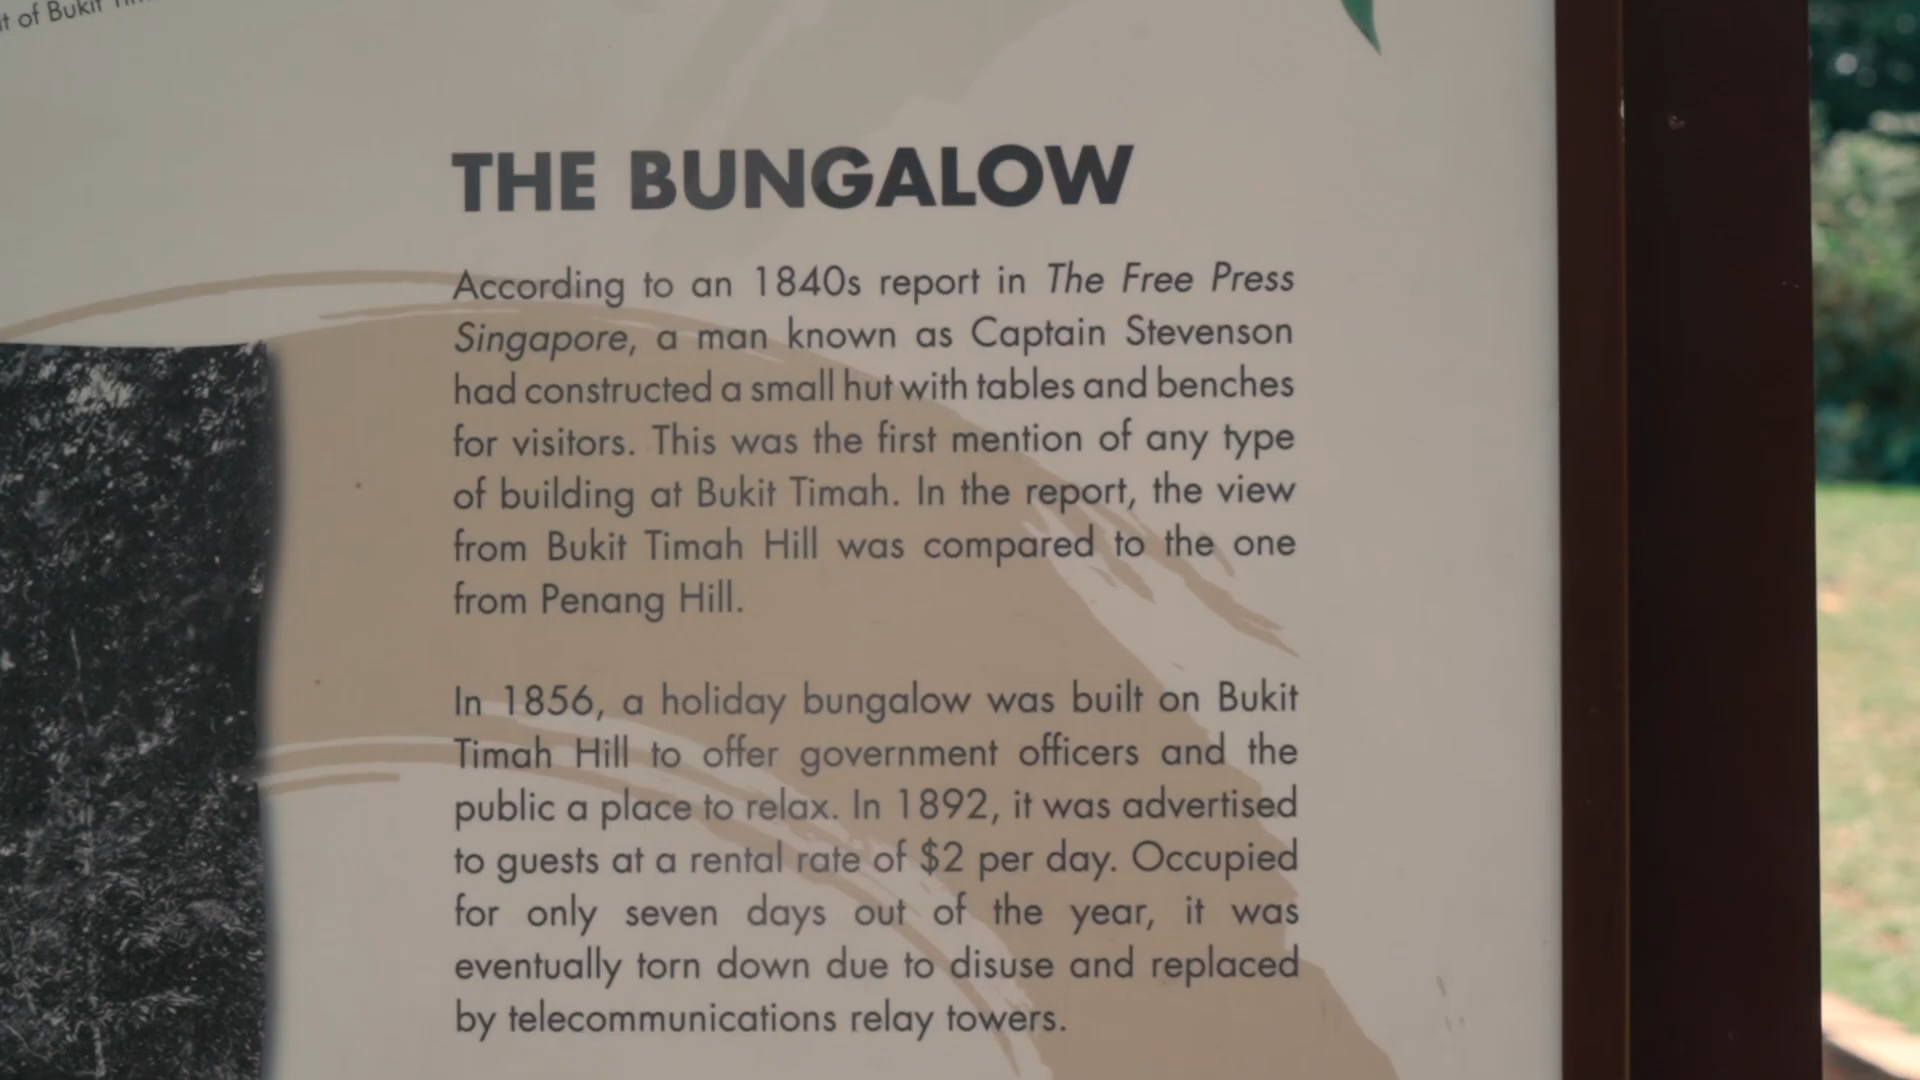 of Bukit
THE BUNGALOW
According to an 1840s report in The Free Press
Singapore, a man known as Captain Stevenson
had constructed a small hut with tables and benches
for visitors. This was the first mention of any type
of building at Bukit Timah. In the report, the view
from Bukit Timah Hill was compared to the one
from Penang Hill.
In 1856, a holiday bungalow was built on Bukit
Timah Hill to offer government officers and the
public a place to relax. In 1892, it was advertised
to guests at a rental rate of $2 per day. Occupied
for only seven days out of the year, it was
eventually torn down due to disuse and replaced
by telecommunications relay towers.